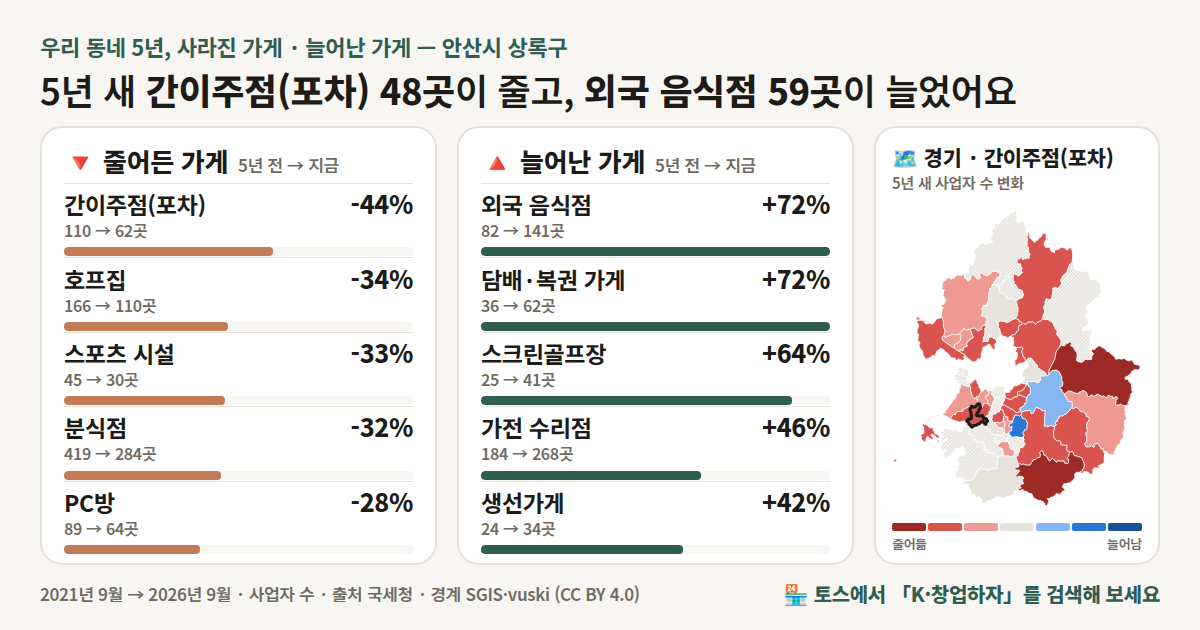 우리 동네 5년, 사라진 가게 · 늘어난 가게 — 안산시 상록구
5년 새 간이주점(포차) 48곳이 줄고, 외국 음식점 59곳이 늘었어요
줄어든 가게 5년 전 → 지금
간이주점(포차) -44%
110 → 62곳
호프집 -34%
166 → 110곳
스포츠 시설 -33%
45 → 30곳
분식점 -32%
419 → 284곳
PC방 -28%
89 → 64곳
늘어난 가게 5년 전 → 지금
외국 음식점 +72%
82 → 141곳
담배·복권 가게 +72%
36 → 62곳
스크린골프장 +64%
25 → 41곳
가전 수리점 +46%
184 → 268곳
생선가게 +42%
24 → 34곳
경기 · 간이주점(포차)
5년 새 사업자 수 변화
줄어듦 늘어남
2021년 9월 → 2026년 9월 · 사업자 수 · 출처 국세청 · 경계 SGIS·vuski (CC BY 4.0)
토스에서 「K·창업하자」를 검색해 보세요